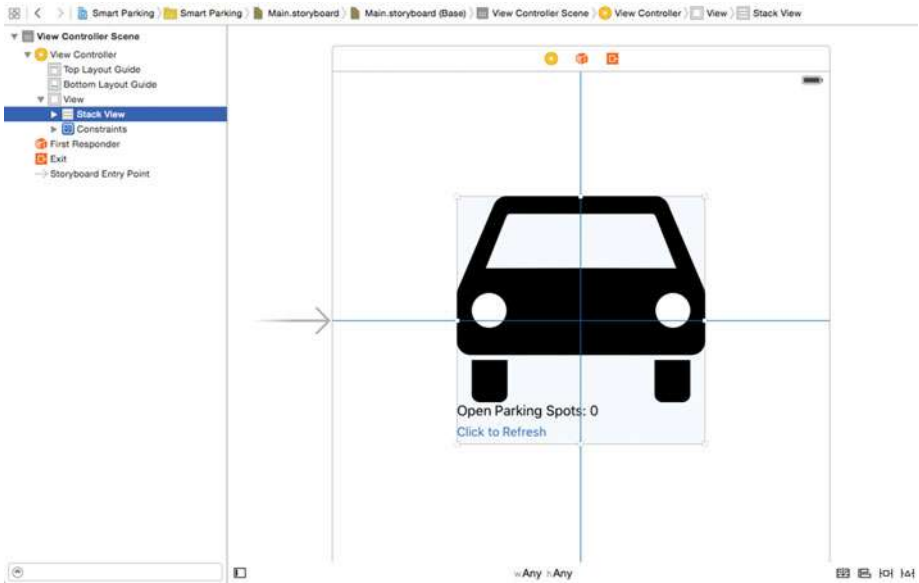 Smart Parking Smart Parking Main.storyboard Main.storyboard (Base) View Controller Scene View Controller View Stack View
View Controller Scene
View Controller
Top Layout Guide
Bottom Layout Guide
View
Stack View
Constraints
First Responder
Exit
Storyboard Entry Point
Open Parking Spots: 0
Click to Refresh
wAny hAny